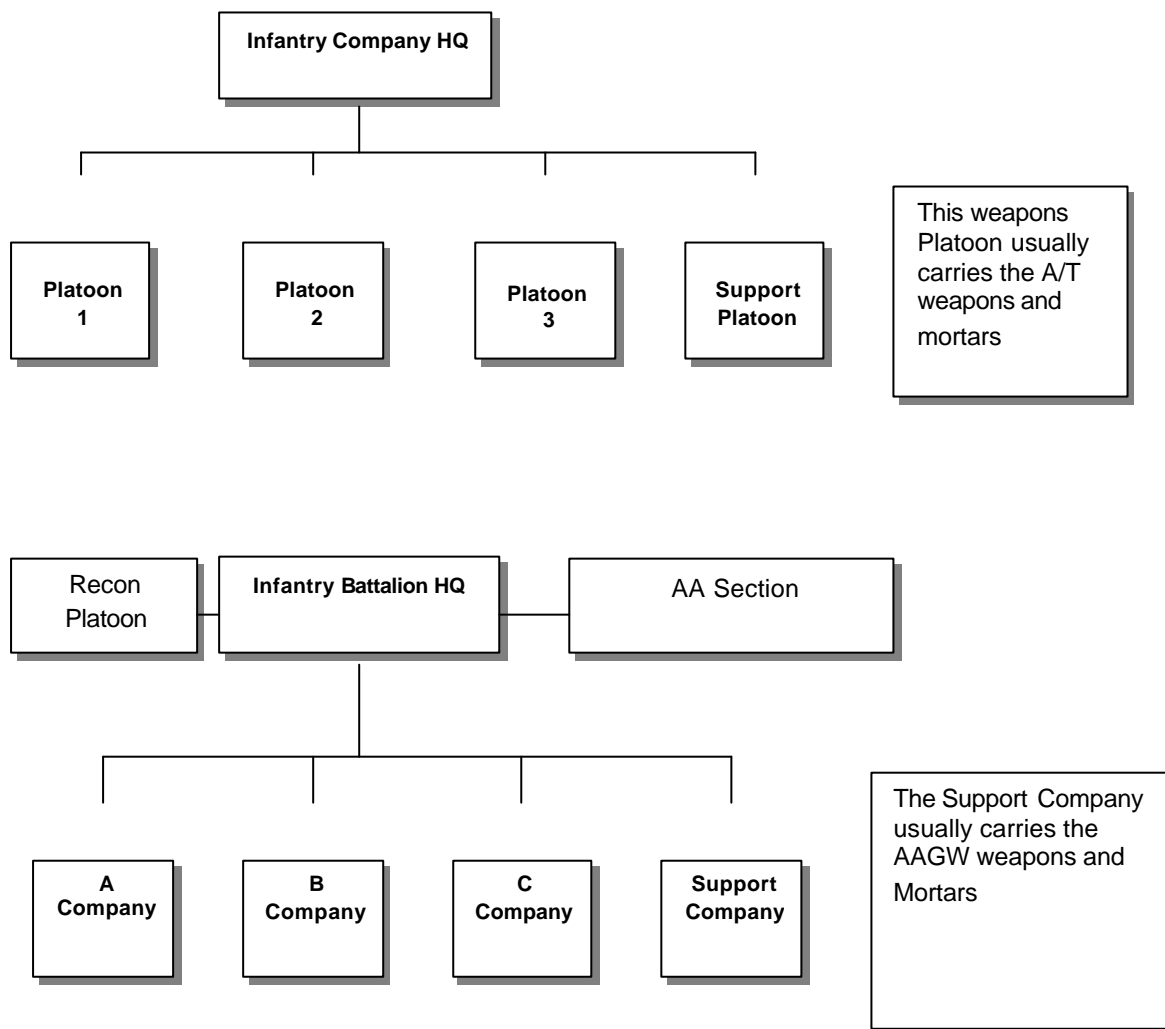 Infantry Company HQ
Platoon
1
Platoon
2
Platoon
3
Support
Platoon
This weapons
Platoon usually
carries the A/T
weapons and
mortars
Recon
Platoon
Infantry Battalion HQ
AA Section
A
Company
B
Company
C
Company
Support
Company
The Support Company
usually carries the
AAGW weapons and
Mortars